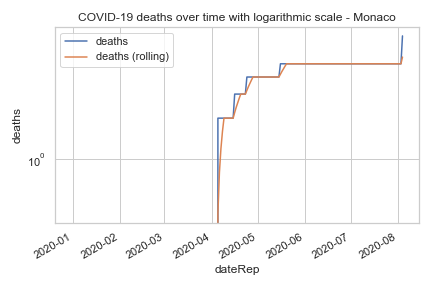 COVID-19 deaths over time with logarithmic scale - Monaco
deaths
deaths (rolling)
deaths
10⁰
2020-01
2020-02
2020-03
2020-04
2020-05
2020-06
2020-07
2020-08
dateRep